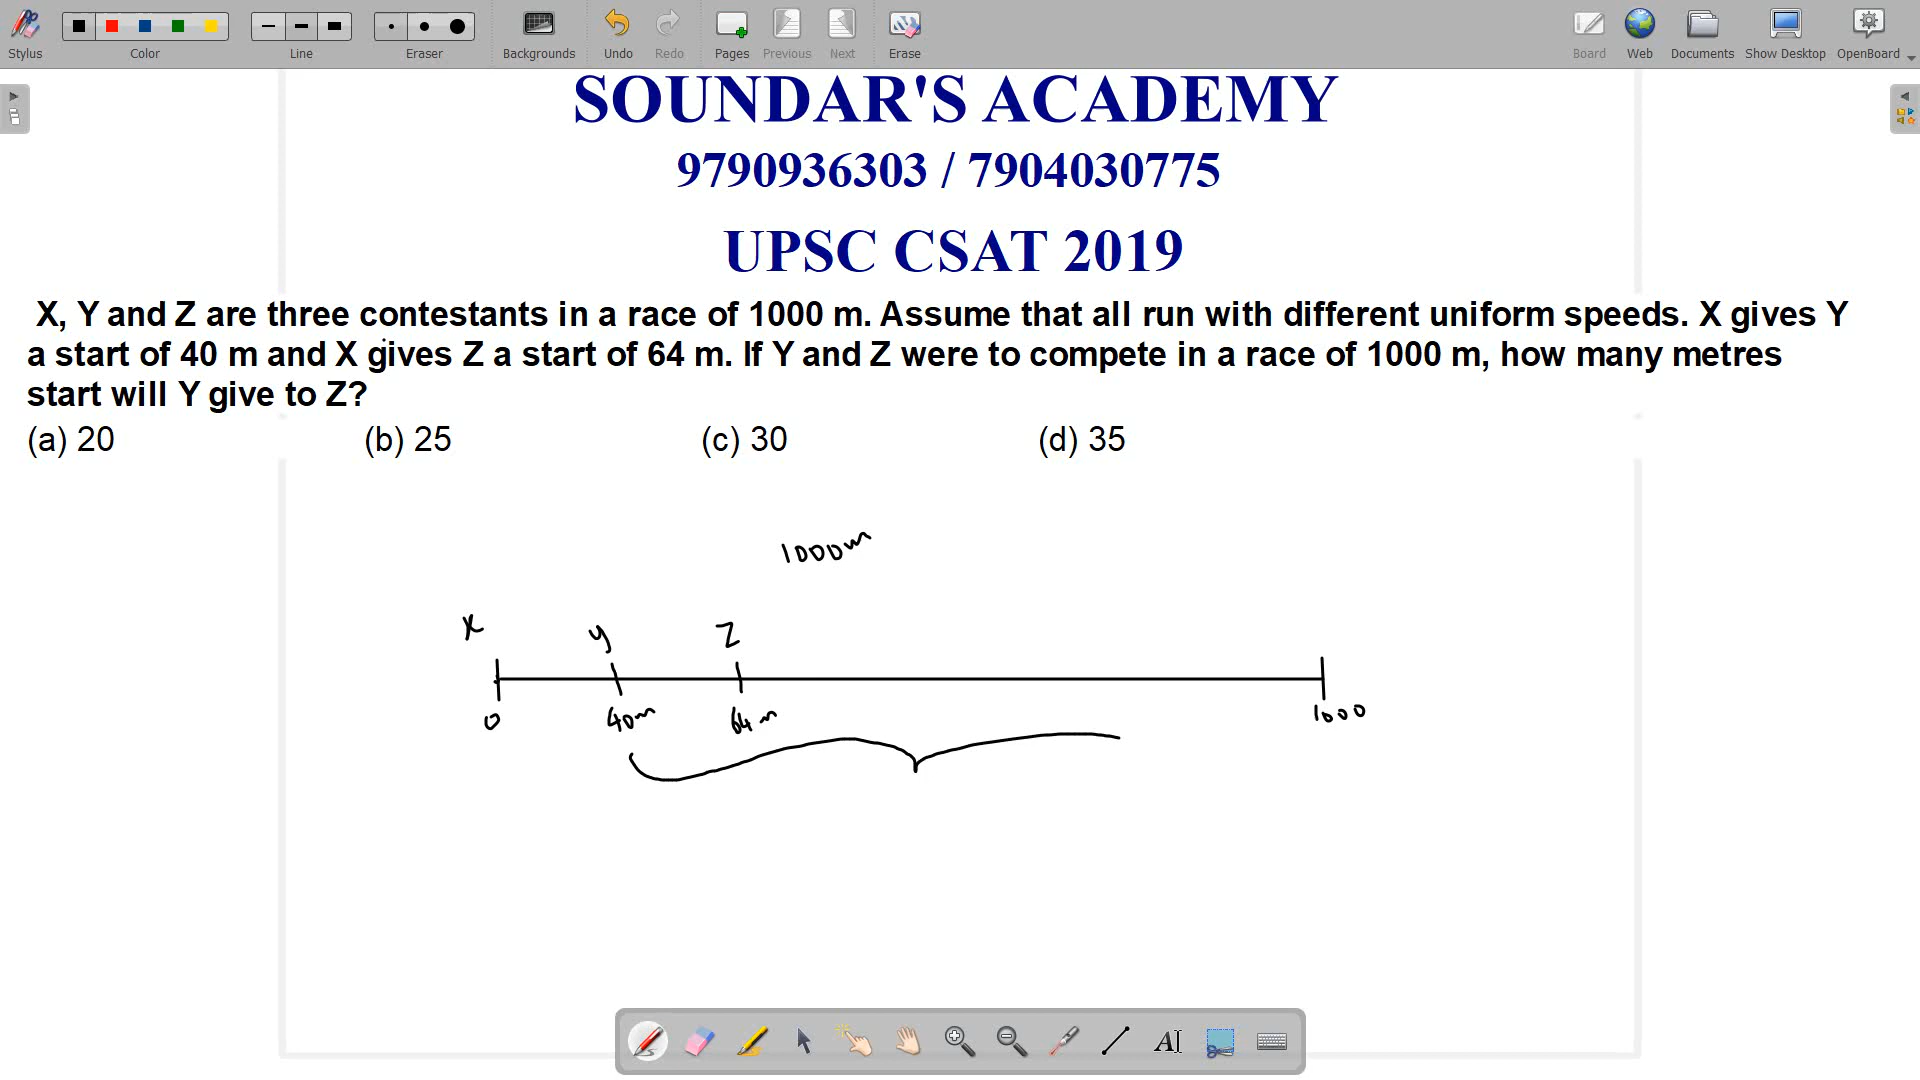 Stylus Color Line Eraser Backgrounds Undo Redo Pages Previous Next Erase Board Web Documents Show Desktop OpenBoard
SOUNDAR'S ACADEMY
9790936303 / 7904030775
UPSC CSAT 2019
X, Y and Z are three contestants in a race of 1000 m. Assume that all run with different uniform speeds. X gives Y
a start of 40 m and X gives Z a start of 64 m. If Y and Z were to compete in a race of 1000 m, how many metres
start will Y give to Z?
(a) 20 (b) 25 (c) 30 (d) 35
1000m
X y Z
0 40m 64m 1000
AI